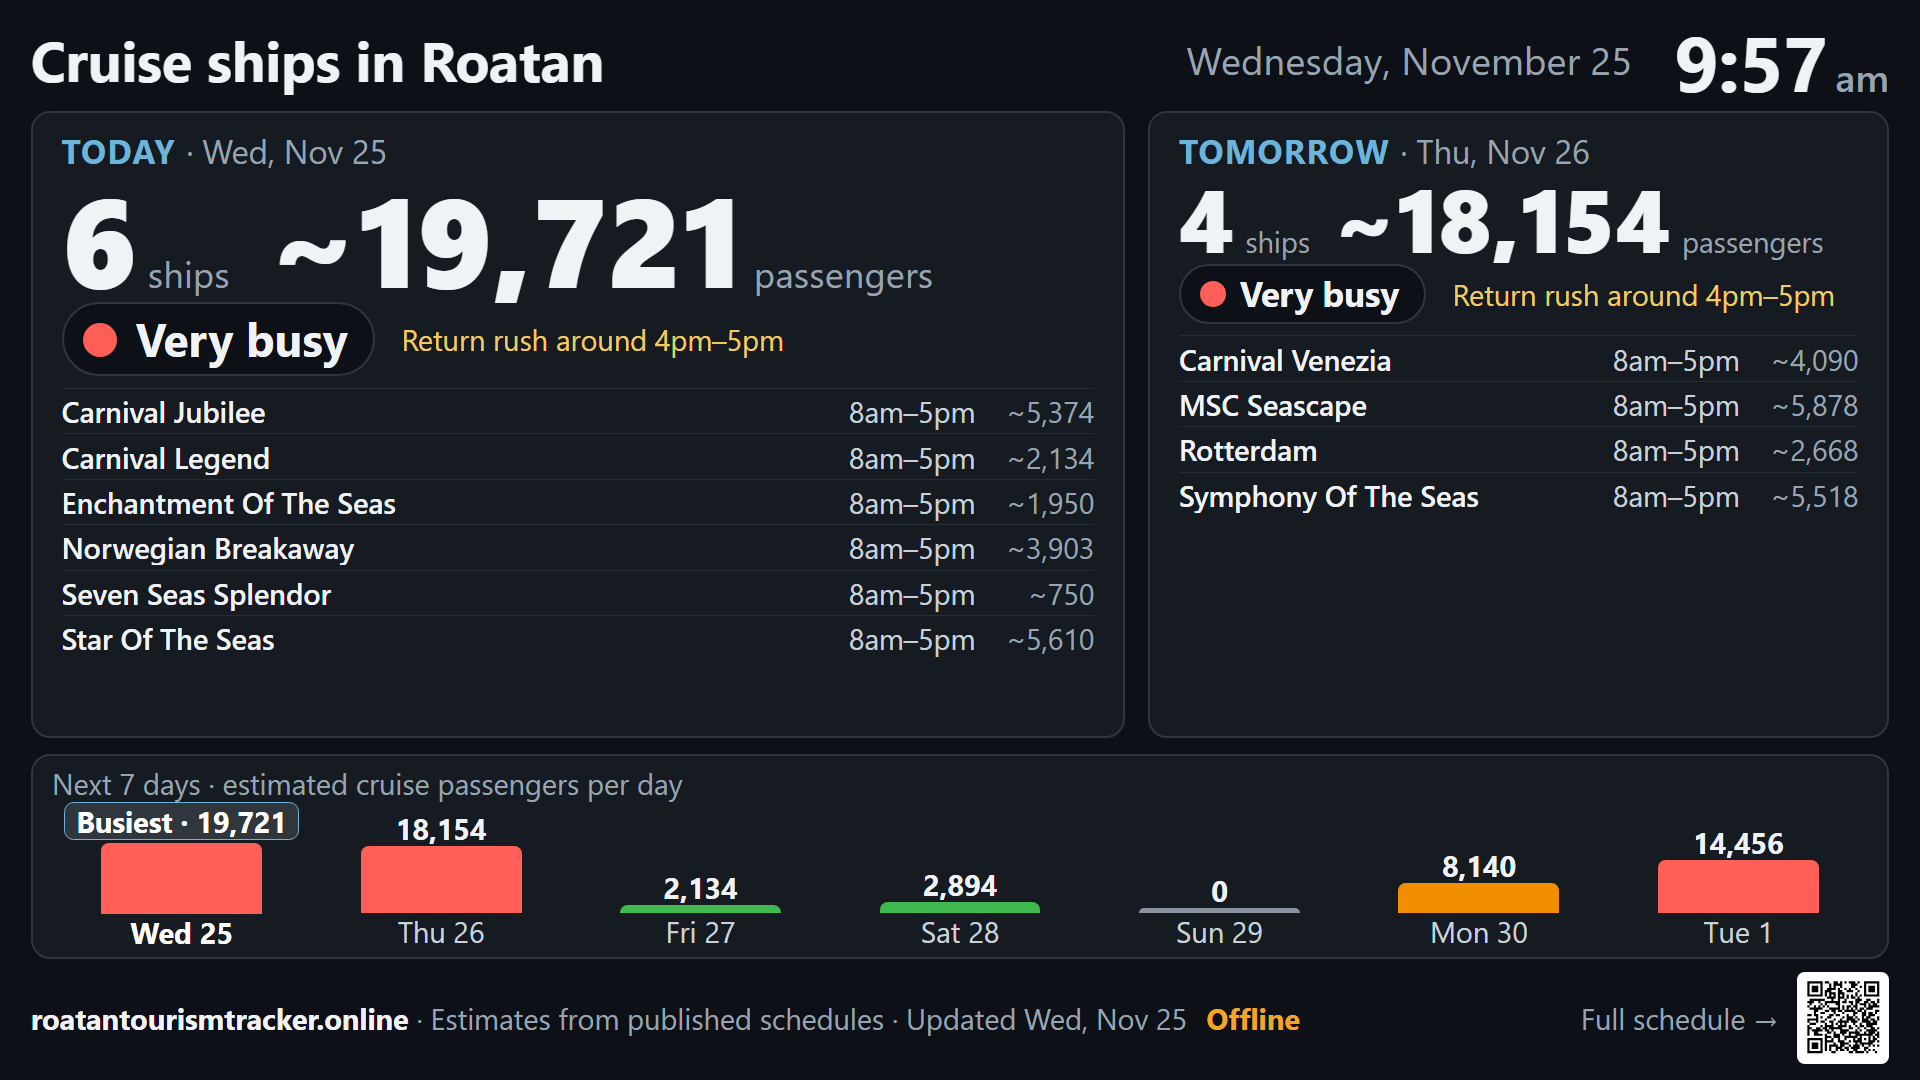 Cruise ships in Roatan
Wednesday, November 25 9:57 am
TODAY · Wed, Nov 25
6 ships ~19,721 passengers
Very busy Return rush around 4pm–5pm
Carnival Jubilee 8am–5pm ~5,374
Carnival Legend 8am–5pm ~2,134
Enchantment Of The Seas 8am–5pm ~1,950
Norwegian Breakaway 8am–5pm ~3,903
Seven Seas Splendor 8am–5pm ~750
Star Of The Seas 8am–5pm ~5,610
TOMORROW · Thu, Nov 26
4 ships ~18,154 passengers
Very busy Return rush around 4pm–5pm
Carnival Venezia 8am–5pm ~4,090
MSC Seascape 8am–5pm ~5,878
Rotterdam 8am–5pm ~2,668
Symphony Of The Seas 8am–5pm ~5,518
Next 7 days · estimated cruise passengers per day
Busiest · 19,721 18,154 2,134 2,894 0 8,140 14,456
Wed 25 Thu 26 Fri 27 Sat 28 Sun 29 Mon 30 Tue 1
roatantourismtracker.online · Estimates from published schedules · Updated Wed, Nov 25 Offline
Full schedule →